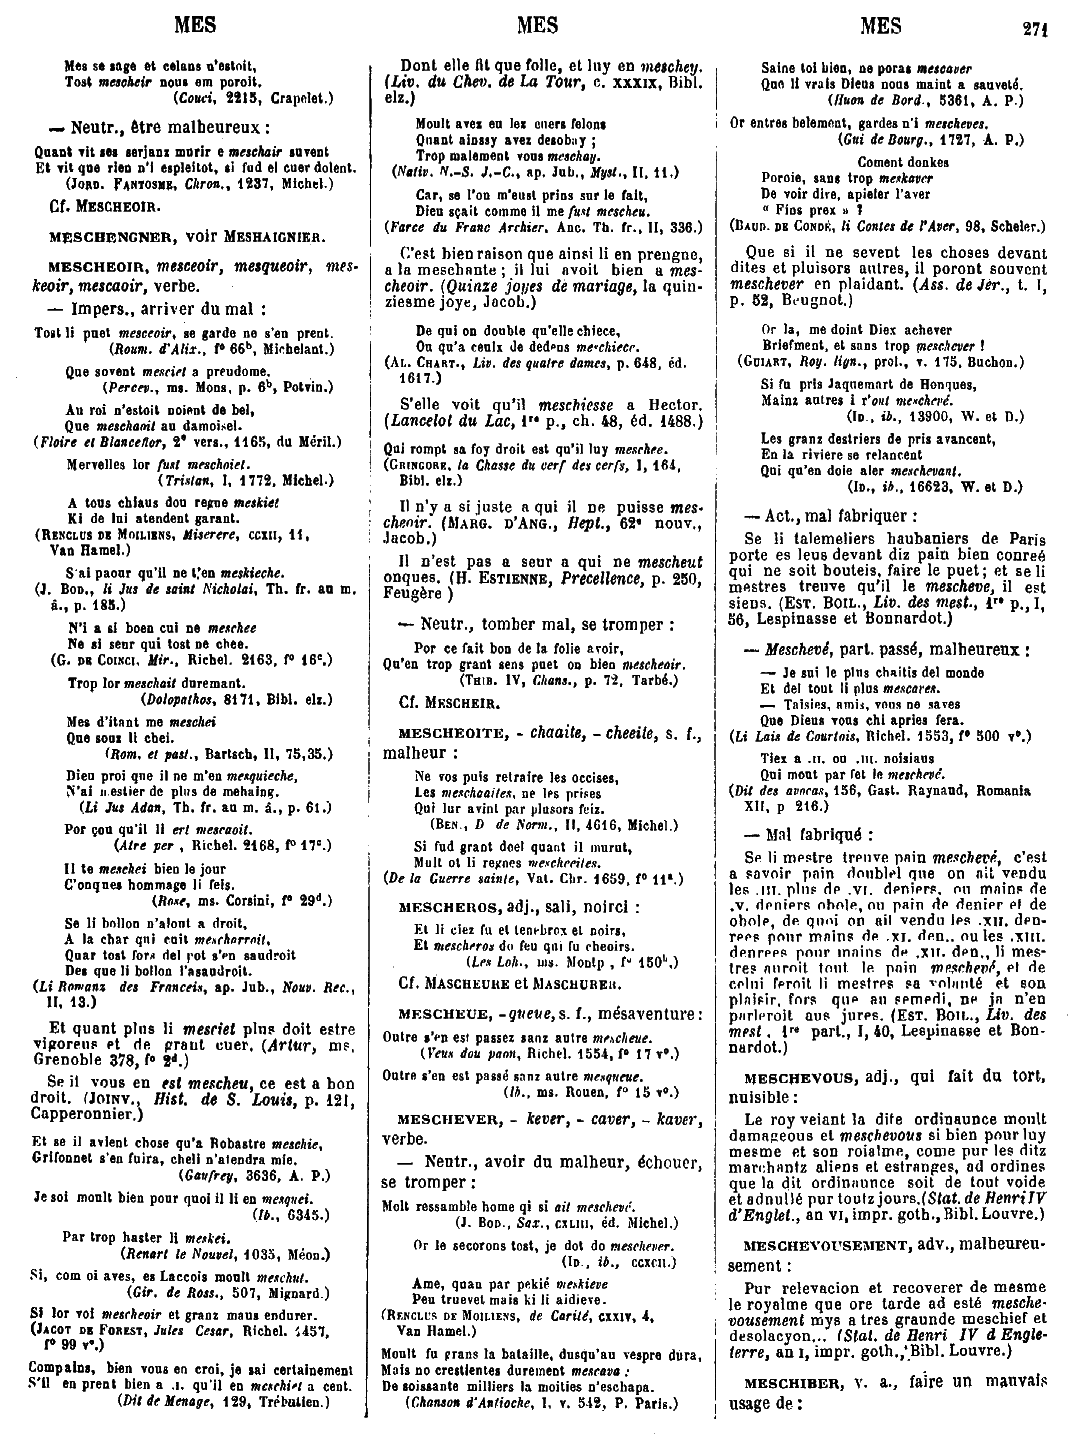 MES
MES
MES
271
Mes se sage et celans n'estoit,
Tost mescheir nous em poroit.
(Couci, 2215, Crapelet.)
— Neutr., être malheureux :
Quant vit ses serjanz murir e meschair suvent
Et vit que rien n'i espleitot, si fud el cuer dolent.
(JORD. FANTOSME, Chron., 1237, Michel.)
Cf. MESCHEOIR.
MESCHENGNER, voir MESHAIGNIER.
MESCHEOIR, mesceoir, mesqueoir, mes-
keoir, mescaoir, verbe.
— Impers., arriver du mal :
Tost li puet mesceoir, se garde ne s'en prent.
(Roum. d'Alix., f° 66b, Michelant.)
Que sovent mesciet a preudome.
(Percev., ms. Mons, p. 6b, Potvin.)
Au roi n'estoit noient de bel,
Que meschanit au damoisel.
(Floire et Blanceflor, 2e vers., 1165, du Méril.)
Mervelles lor fust meschoiet.
(Tristan, I, 1772, Michel.)
A tous chiaus dou regne meskiet
Ki de lui atendent garant.
(RENCLUS DE MOILIENS, Miserere, CCXII, 11,
Van Hamel.)
S'ai paour qu'il ne t'en meskieche.
(J. BOD., li Jus de saint Nicholai, Th. fr. au m.
â., p. 185.)
N'i a si boen cui ne meschee
Ne si seur qui tost ne chee.
(G. DE COINCI, Mir., Richel. 2163, f° 16c.)
Trop lor meschait duremant.
(Dolopathos, 8171, Bibl. elz.)
Mes d'itant me meschei
Que souz li chei.
(Rom. et past., Bartsch, II, 75,35.)
Dieu proi que il ne m'en mesquieche,
N'ai mestier de plus de mehaing.
(Li Jus Adan, Th. fr. au m. â., p. 61.)
Por çou qu'il li ert mescaoit.
(Atre per , Richel. 2168, f° 17c.)
Il te meschei bien le jour
C'onques hommage li feis.
(Rose, ms. Corsini, f° 29d.)
Se li bollon n'alont a droit,
A la char qui cuit mescharroit,
Quar tost fors del pot s'en saudroit
Des que li bollon l'asaudroit.
(Li Romanz des Franceis, ap. Jub., Nouv. Rec.,
II, 13.)
Et quant plus li mesciet plus doit estre
vigoreus et de grant cuer. (Artur, ms.
Grenoble 378, f° 2d.)
Se il vous en est mescheu, ce est a bon
droit. (JOINV., Hist. de S. Louis, p. 121,
Capperonnier.)
Et se il avient chose qu'a Robastre meschie,
Grifonnet s'en fuira, cheli n'atendra mie.
(Gaufrey, 3636, A. P.)
Je soi moult bien pour quoi il li en mesquei.
(Ib., 6345.)
Par trop haster li meskei.
(Renart le Nouvel, 1035, Méon.)
Si, com oi aves, es Laccois moult meschut.
(Gir. de Ross., 507, Mignard.)
Si lor voi mescheoir et granz maus endurer.
(JACOT DE FOREST, Jules Cesar, Richel. 1457,
f° 99 v°.)
Compains, bien vous en croi, je sai certainement
S'il en prent bien a .i. qu'il en meschiet a cent.
(Dit de Menage, 129, Trébutien.)
Dont elle fit que folle, et luy en meschey.
(Liv. du Chev. de La Tour, c. XXXIX, Bibl.
elz.)
Moult avez eu lez cuers felons
Quant ainssy avez desobay ;
Trop malement vous meschay.
(Nativ. N.-S. J.-C., ap. Jub., Myst., II, 11.)
Car, se l'on m'eust prins sur le fait,
Dieu sçait comme il me fust mescheu.
(Farce du Franc Archier, Anc. Th. fr., II, 336.)
C'est bien raison que ainsi li en prengne,
a la meschante ; il lui avoit bien a mes-
cheoir. (Quinze joyes de mariage, la quin-
ziesme joye, Jacob.)
De qui on double qu'elle chiece,
Ou qu'a ceulx de dedens meschiece.
(AL. CHART., Liv. des quatre dames, p. 648, éd.
1617.)
S'elle voit qu'il meschiesse a Hector.
(Lancelot du Lac, 1re p., ch. 48, éd. 1488.)
Qui rompt sa foy droit est qu'il luy meschee.
(GRINGORE, la Chasse du cerf des cerfs, I, 164,
Bibl. elz.)
Il n'y a si juste a qui il ne puisse mes-
cheoir. (MARG. D'ANG., Hept., 62e nouv.,
Jacob.)
Il n'est pas a seur a qui ne mescheut
onques. (H. ESTIENNE, Precellence, p. 250,
Feugère )
— Neutr., tomber mal, se tromper :
Por ce fait bon de la folie avoir,
Qu'en trop grant sens puet on bien mescheoir.
(THIB. IV, Chans., p. 72, Tarbé.)
Cf. MESCHEIR.
MESCHEOITE, - chaaite, - cheeite, s. f.,
malheur :
Ne vos puis retraire les occises,
Les meschaaites, ne les prises
Qui lur avint par plusors feiz.
(BEN., D de Norm., II, 4616, Michel.)
Si fud grant doel quant il murut,
Mult ot li regnes mescheeites.
(De la Guerre sainte, Vat. Chr. 1659, f° 11a.)
MESCHEROS, adj., sali, noirci :
Et li ciez fu et tenebrox et noirs,
Et mescheros do feu qui fu cheoirs.
(Les Loh., ms. Montp , f° 150b.)
Cf. MASCHEURE et MASCHURER.
MESCHEUE, -queue, s. f., mésaventure :
Outre s'en est passez sanz autre mescheue.
(Veus dou paon, Richel. 1554, f° 17 v°.)
Outre s'en est passé sanz autre mesqueue.
(Ib., ms. Rouen, f° 15 v°.)
MESCHEVER, - kever, - caver, - kaver,
verbe.
— Neutr., avoir du malheur, échouer,
se tromper :
Molt ressamble home qi si ait meschevé.
(J. BOD., Sax., CXLIII, éd. Michel.)
Or le secorons tost, je dot do meschever.
(ID., ib., CCXCII.)
Ame, quan par pekié meskieve
Peu truevet mais ki li aidieve.
(RENCLUS DE MOILIENS, de Carité, CXXIV, 4,
Van Hamel.)
Moult fu grans la bataille, dusqu'au vespre dura,
Mais no crestientes durement mescava :
De soissante milliers la moities n'eschapa.
(Chanson d'Antioche, I, v. 542, P. Paris.)
Saine toi bien, ne poras mescaver
Que li vrais Dieus nous maint a sauveté.
(Huon de Bord., 5361, A. P.)
Or entres belement, gardes n'i mescheves.
(Gui de Bourg., 1727, A. P.)
Coment donkes
Poroie, sans trop meskaver
De voir dire, apieler l'aver
" Fins prex " ?
(BAUD. DE CONDÉ, li Contes de l'Aver, 98, Scheler.)
Que si il ne sevent les choses devant
dites et pluisors autres, il poront souvent
meschever en plaidant. (Ass. de Jér., t. I,
p. 52, Beugnot.)
Or la, me doint Diex achever
Briefment, et sans trop meschever !
(GUIART, Roy. lign., prol., v. 175, Buchon.)
Si fu pris Jaquemart de Honques,
Mainz autres i r'out meschevé.
(ID., ib., 13900, W. et D.)
Les granz destriers de pris avancent,
En la riviere se relancent
Qui qu'en doie aler meschevant.
(ID., ib., 16623, W. et D.)
— Act., mal fabriquer :
Se li talemeliers haubaniers de Paris
porte es leus devant diz pain bien conreé
qui ne soit bouteis, faire le puet ; et se li
mestres treuve qu'il le mescheve, il est
siens. (EST. BOIL., Liv. des mest., 1re p., I,
56, Lespinasse et Bonnardot.)
— Meschevé, part. passé, malheureux :
— Je sui le plus chaitis del monde
Et del tout li plus mescares.
— Taisies, amis, vous ne saves
Que Dieus vous chi apries fera.
(Li Lais de Courtois, Richel. 1553, f° 500 v°.)
Tiex a .ii. ou .iii. noisiaus
Qui mout par fet le meschevé.
(Dit des avocas, 156, Gast. Raynaud, Romania
XII, p 216.)
— Mal fabriqué :
Se li mestre treuve pain meschevé, c'est
a savoir pain doublel que on ait vendu
les .III. plus de .VI. deniers, ou mains de
.V. deniers obole, ou pain de denier et de
obole, de quoi on ait vendu les .XII. den-
rees pour mains de .XI. den., ou les .XIII.
denrees pour mains de .XII. den., li mes-
tres auroit tout le pain meschevé, et de
celui feroit li mestres sa volunté et son
plaisir, fors que au semedi, ne ja n'en
parleroit aus jures. (EST. BOIL., Liv. des
mest., 1re part., I, 40, Lespinasse et Bon-
nardot.)
MESCHEVOUS, adj., qui fait du tort,
nuisible :
Le roy veiant la dite ordinaunce moult
damageous et meschevous si bien pour luy
mesme et son roialme, come pur les ditz
marchantz aliens et estranges, ad ordines
que la dit ordinaunce soit de tout voide
et adnullé pur toutz jours. (Stat. de Henri IV
d'Englet., an VI, impr. goth., Bibl. Louvre.)
MESCHEVOUSEMENT, adv., malheureu-
sement :
Pur relevacion et recoverer de mesme
le royalme que ore tarde ad esté mesche-
vousement mys a tres graunde meschief et
desolacyon... (Stat. de Henri IV d Engle-
terre, an I, impr. goth., Bibl. Louvre.)
MESCHIBER, v. a., faire un mauvais
usage de :